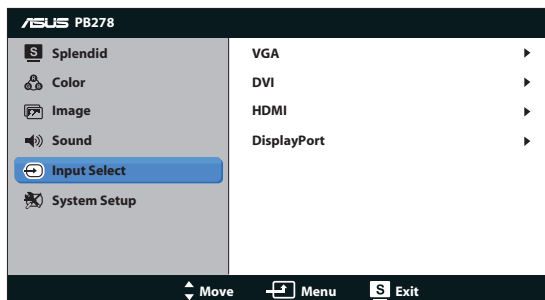 ASUS PB278
S Splendid
Color
Image
Sound
Input Select
System Setup
VGA
DVI
HDMI
DisplayPort
Move Menu S Exit